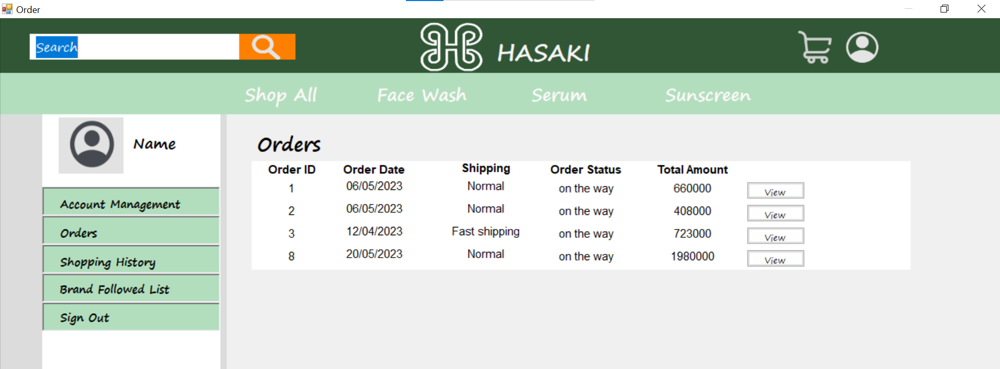 Order
Search
HASAKI
Shop All Face Wash Serum Sunscreen
Name
Account Management
Orders
Shopping History
Brand Followed List
Sign Out
Orders
Order ID Order Date Shipping Order Status Total Amount
1 06/05/2023 Normal on the way 660000 View
2 06/05/2023 Normal on the way 408000 View
3 12/04/2023 Fast shipping on the way 723000 View
8 20/05/2023 Normal on the way 1980000 View